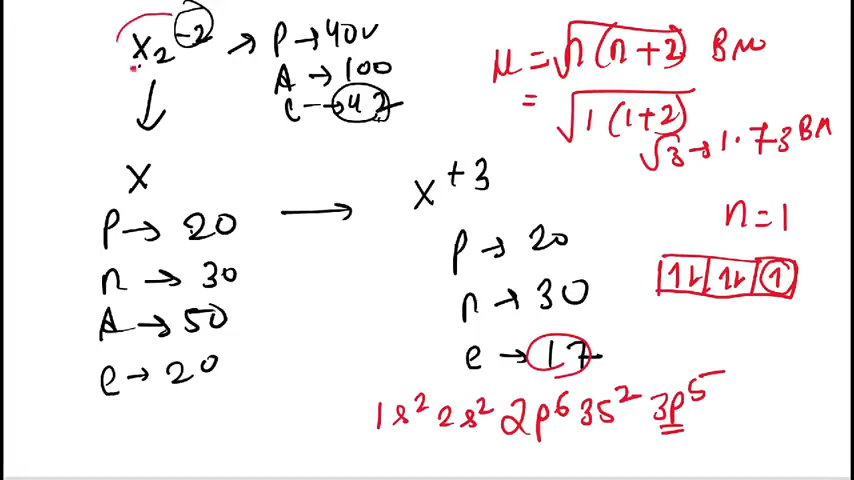 X₂⁻² → P → 40
A → 100
e → 42
μ = √n(n+2) BM
= √1(1+2)
√3 → 1.73 BM
X → X⁺³
P → 20
n → 30
A → 50
e → 20
P → 20
n → 30
e → 17
n = 1
1s² 2s² 2p⁶ 3s² 3p⁵